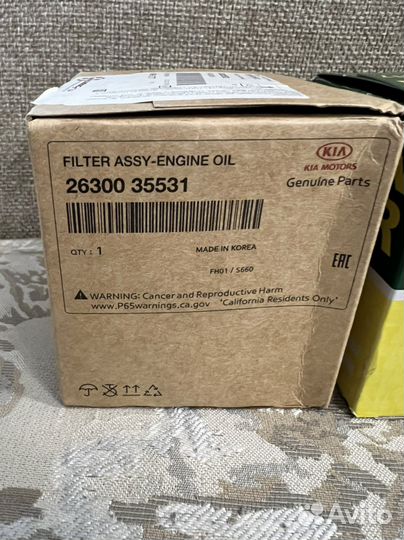 FILTER ASSY-ENGINE OIL
26300 35531
KIA
KIA MOTORS
Genuine Parts
QTY : 1
MADE IN KOREA
FH01 / S660
EAC
WARNING: Cancer and Reproductive Harm
www.P65warnings.ca.gov "California Residents Only"
Avito